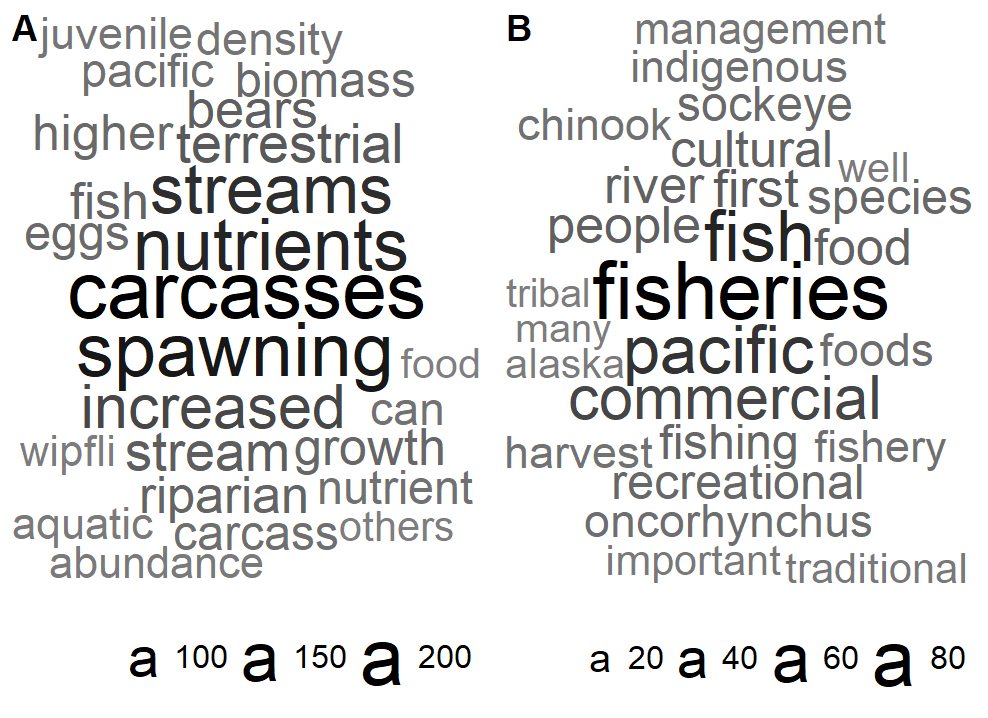 A
juvenile density
pacific biomass
bears
higher terrestrial
fish streams
eggs nutrients
carcasses
spawning food
increased can
wipfli stream growth
riparian nutrient
aquatic carcass others
abundance
a 100 a 150 a 200
B
management
indigenous
chinook sockeye
cultural well
river first species
people fish food
tribal fisheries
many
alaska pacific foods
commercial
harvest fishing fishery
recreational
oncorhynchus
important traditional
a 20 a 40 a 60 a 80